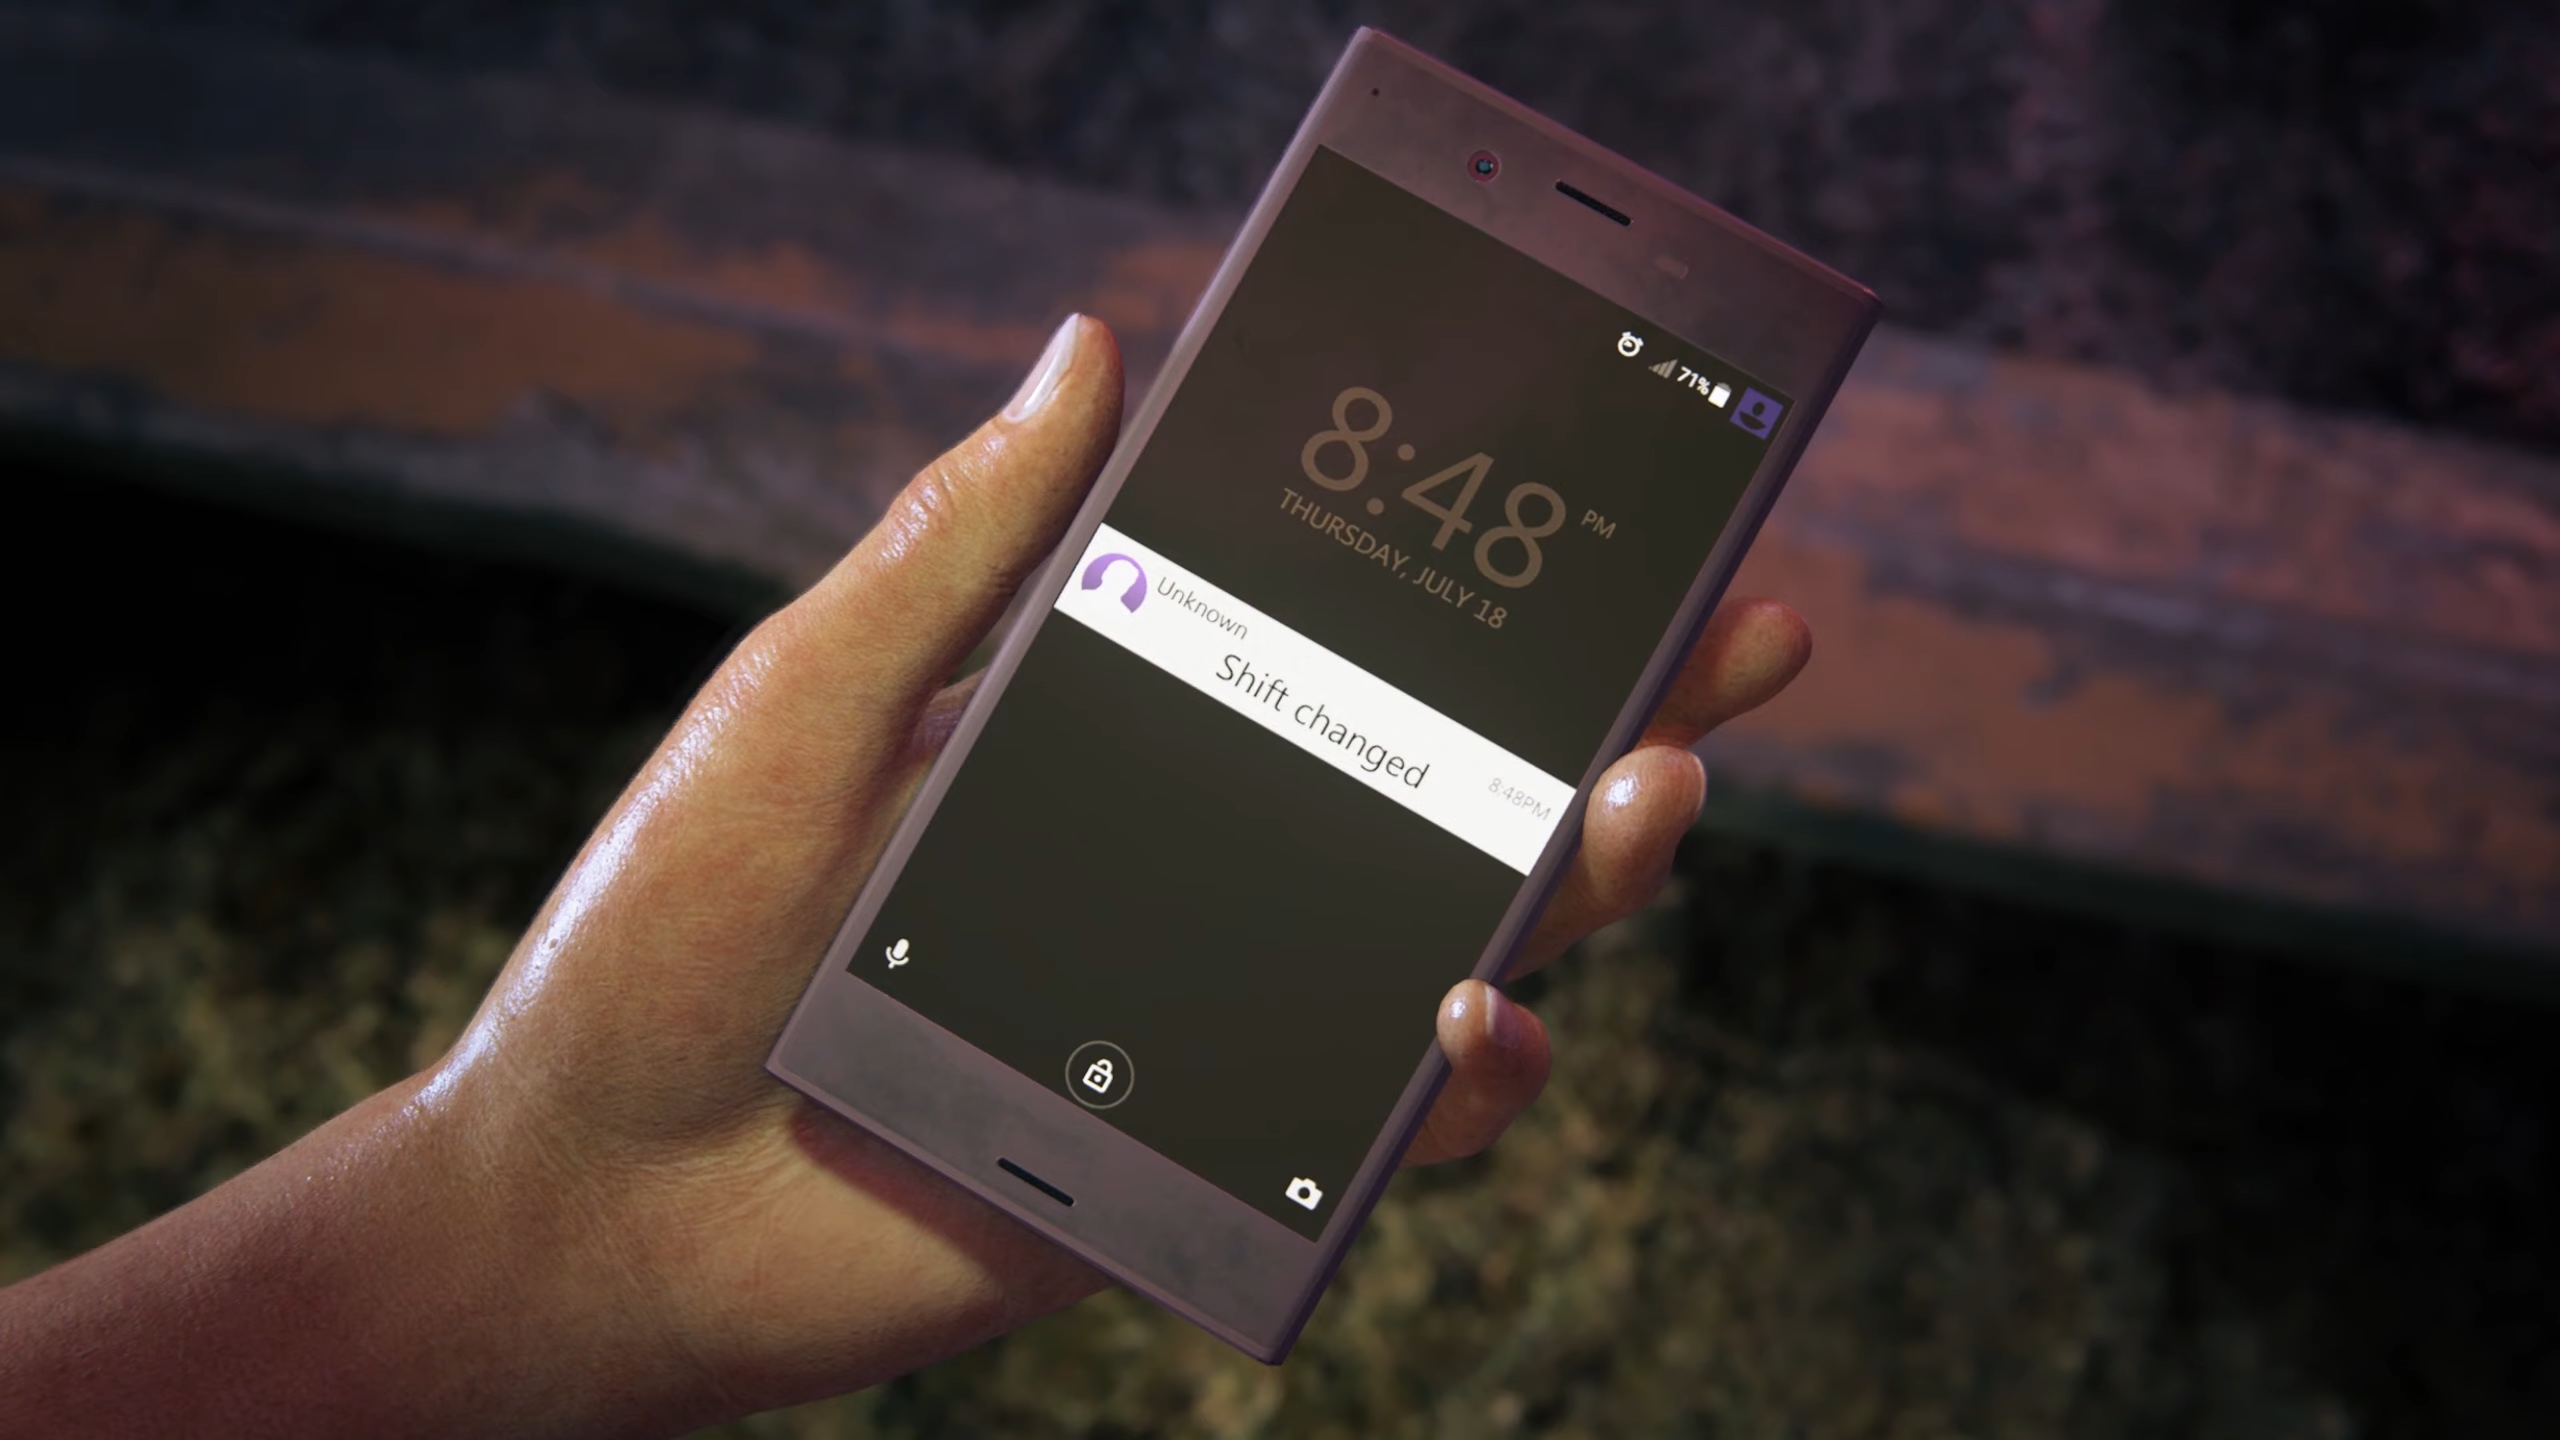 71%
8:48 PM
THURSDAY, JULY 18
Unknown
Shift changed
8:48PM